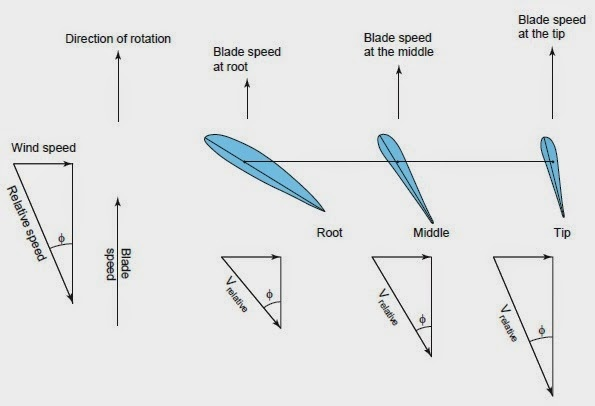 Direction of rotation
Blade speed
at root
Blade speed
at the middle
Blade speed
at the tip
Wind speed
Relative speed
ϕ
Blade
speed
Root
Middle
Tip
V relative
ϕ
V relative
ϕ
V relative
ϕ